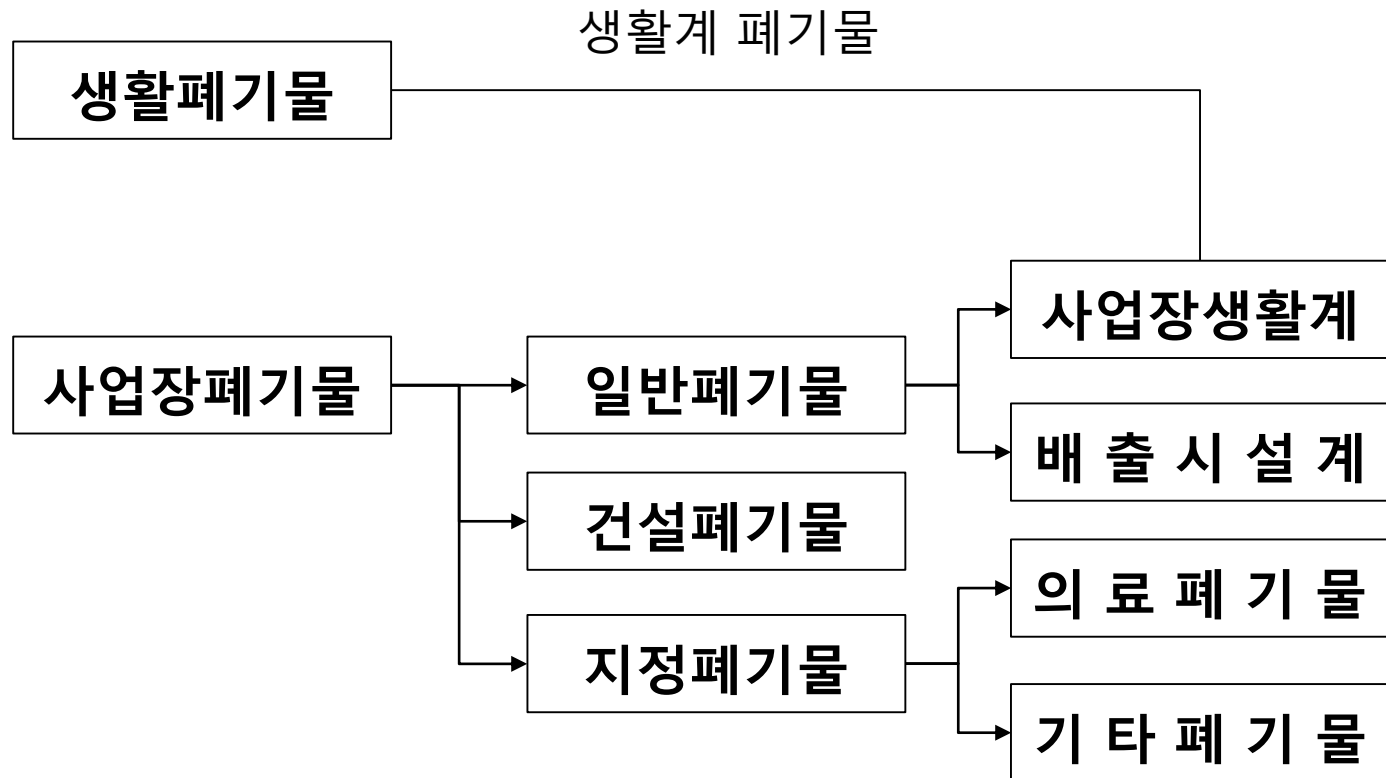 생활계 폐기물
생활폐기물
사업장생활계
사업장폐기물
일반폐기물
배 출 시 설 계
건설폐기물
의 료 폐 기 물
지정폐기물
기 타 폐 기 물